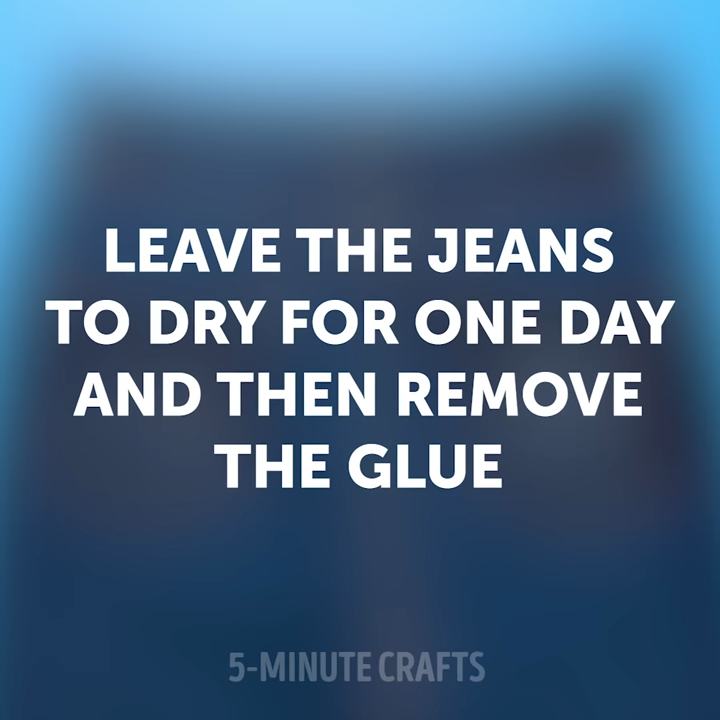 LEAVE THE JEANS
TO DRY FOR ONE DAY
AND THEN REMOVE
THE GLUE
5-MINUTE CRAFTS